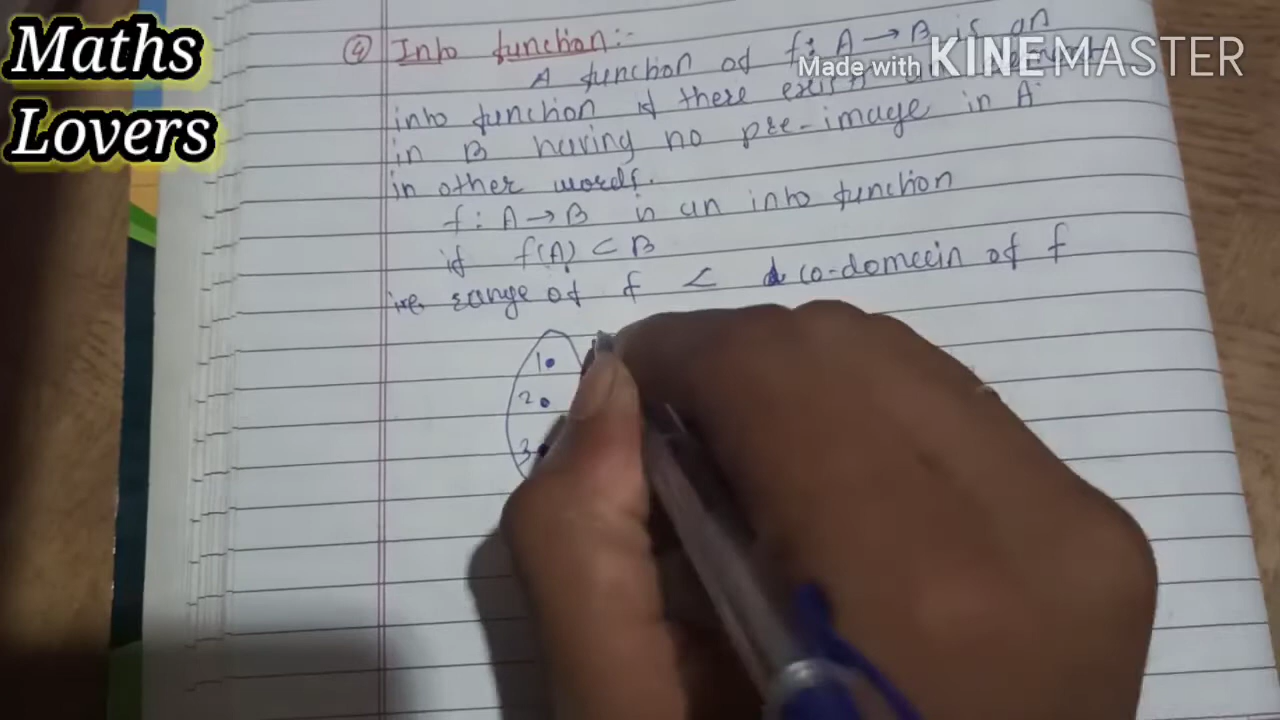 Maths
Lovers
Made with KINEMASTER
④ Into function:-
A function of f: A → B is an
into function if there exists an
in B having no pre-image in A
in other words.
f: A → B is an into function
if f(A) ⊂ B
range of f < co-domain of f
1
2
3